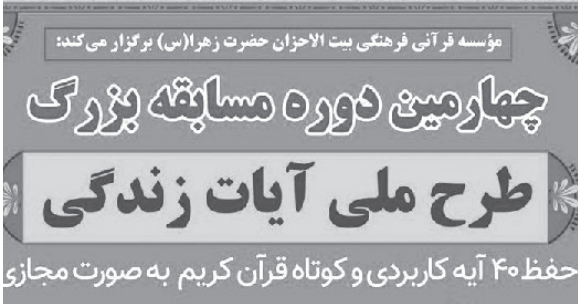 مؤسسه قرآنی فرهنگی بیت الاحزان حضرت زهرا(س) برگزار می‌کند:
چهارمین دوره مسابقه بزرگ
طرح ملی آیات زندگی
حفظ ۴۰ آیه کاربردی و کوتاه قرآن کریم به صورت مجازی